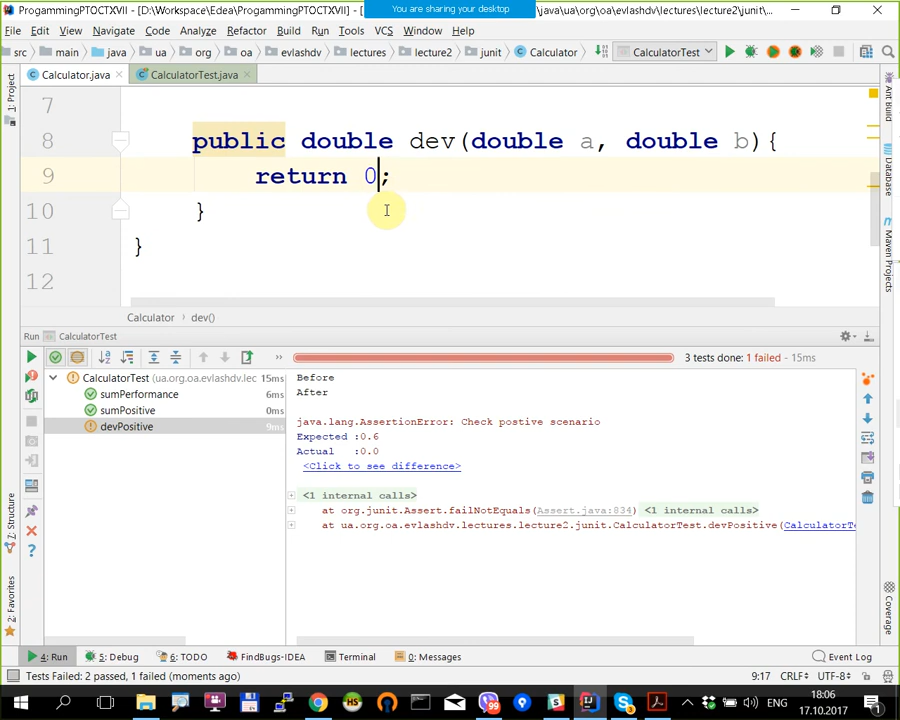 ProgammingPTOCTXVII - [D:\Workspace\Edea\ProgammingPTOCTXVII] - [
You are sharing your desktop
\java\ua\org\oa\evlashdv\lectures\lecture2\junit\...
File Edit View Navigate Code Analyze Refactor Build Run Tools VCS Window Help
src main java ua org oa evlashdv lectures lecture2 junit Calculator CalculatorTest
Calculator.java CalculatorTest.java
1: Project
Z: Structure
2: Favorites
7
8 public double dev(double a, double b){
9 return 0;
10 }
11 }
12
Ant Build
Database
Maven Projects
Coverage
Calculator dev()
Run CalculatorTest
3 tests done: 1 failed - 15ms
CalculatorTest (ua.org.oa.evlashdv.lec 15ms
sumPerformance 6ms
sumPositive 0ms
devPositive 9ms
Before
After
java.lang.AssertionError: Check postive scenario
Expected :0.6
Actual :0.0
<Click to see difference>
<1 internal calls>
at org.junit.Assert.failNotEquals(Assert.java:834) <1 internal calls>
at ua.org.oa.evlashdv.lectures.lecture2.junit.CalculatorTest.devPositive(CalculatorTe
4: Run 5: Debug 6: TODO FindBugs-IDEA Terminal 0: Messages Event Log
Tests Failed: 2 passed, 1 failed (moments ago) 9:17 CRLF UTF-8
HS 99 ENG 18:06 17.10.2017 1